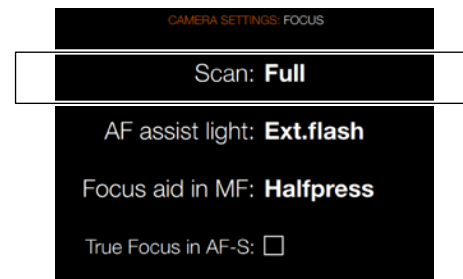 CAMERA SETTINGS: FOCUS
Scan: Full
AF assist light: Ext.flash
Focus aid in MF: Halfpress
True Focus in AF-S: